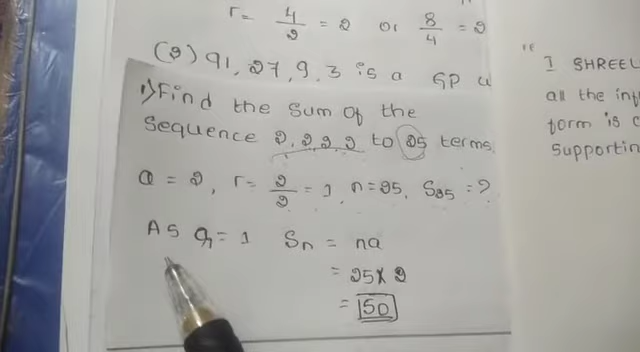 r = 4/2 = 2 or 8/4 = 2
(2) 91, 27, 9, 3 is a GP
1) Find the sum of the
sequence 2, 2, 2, 2 to 25 terms
a = 2, r = 2/2 = 1, n = 25, S25 = ?
As r = 1 Sn = na
= 25 x 2
= 50
I SHREEL
all the inf
form is c
Supportin